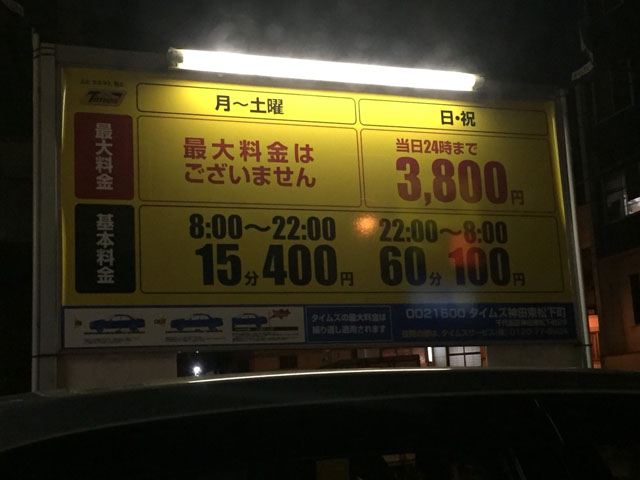 Times
月～土曜
日・祝
最大料金
最大料金は
ございません
当日24時まで
3,800円
基本料金
8:00～22:00
22:00～8:00
15分400円
60分100円
タイムズの最大料金は
繰り返し適用されます
0021600 タイムズ神田東松下町